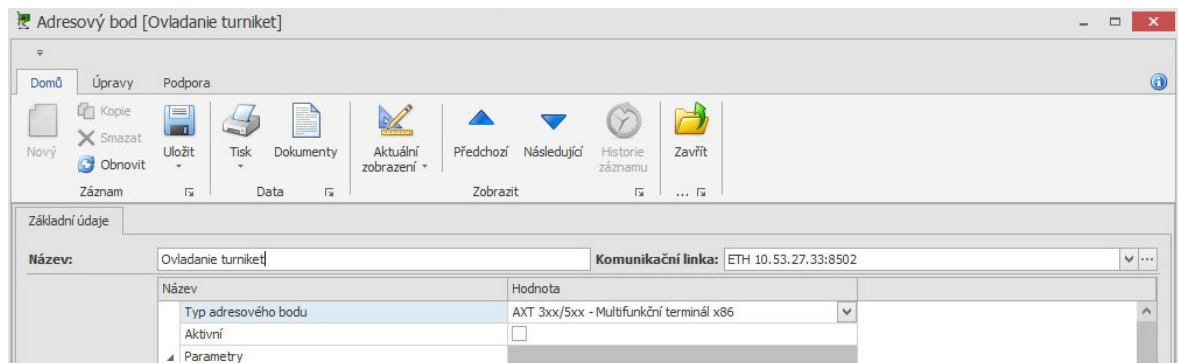 Adresový bod [Ovladanie turniket]
Domů Úpravy Podpora
Nový
Kopie
Smazat
Obnovit
Uložit
Tisk
Dokumenty
Aktuální
zobrazení
Předchozí
Následující
Historie
záznamu
Zavřít
Záznam
Data
Zobrazit
...
Základní údaje
Název: Ovladanie turniket Komunikační linka: ETH 10.53.27.33:8502
Název Hodnota
Typ adresového bodu AXT 3xx/5xx - Multifunkční terminál x86
Aktivní
Parametry